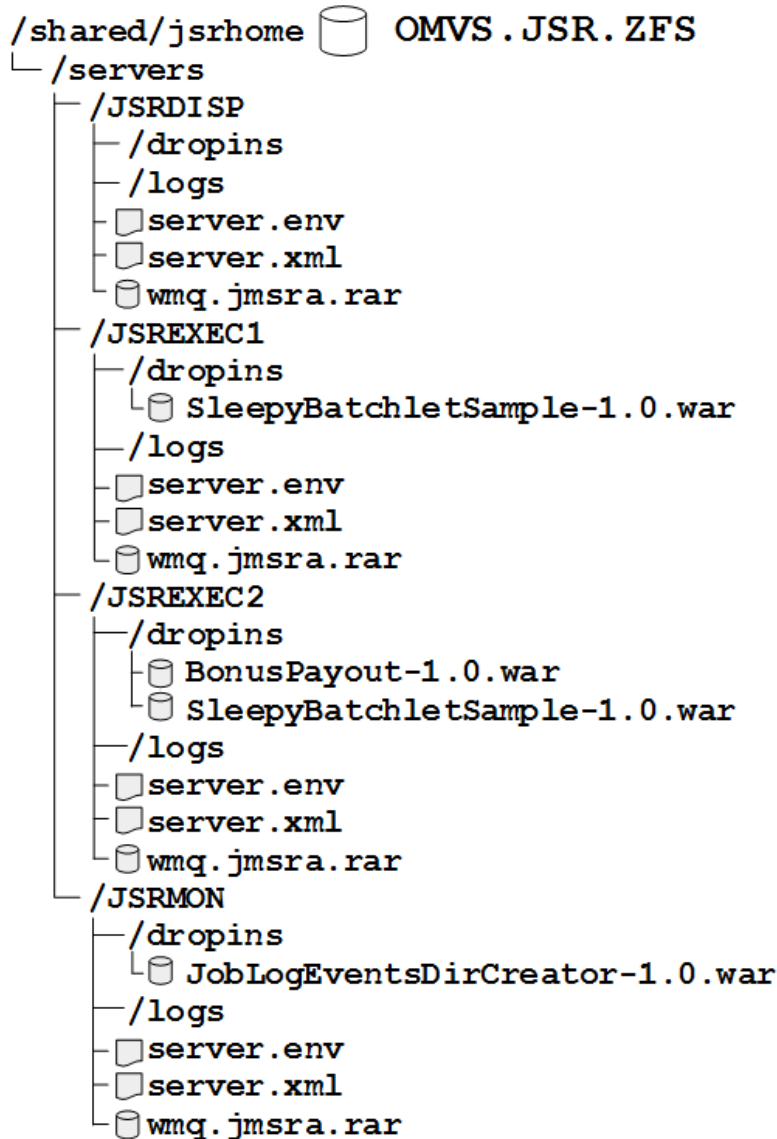 /shared/jsrhome OMVS.JSR.ZFS
/servers
/JSRDISP
/dropins
/logs
server.env
server.xml
wmq.jmsra.rar
/JSREXEC1
/dropins
SleepyBatchletSample-1.0.war
/logs
server.env
server.xml
wmq.jmsra.rar
/JSREXEC2
/dropins
BonusPayout-1.0.war
SleepyBatchletSample-1.0.war
/logs
server.env
server.xml
wmq.jmsra.rar
/JSRMON
/dropins
JobLogEventsDirCreator-1.0.war
/logs
server.env
server.xml
wmq.jmsra.rar